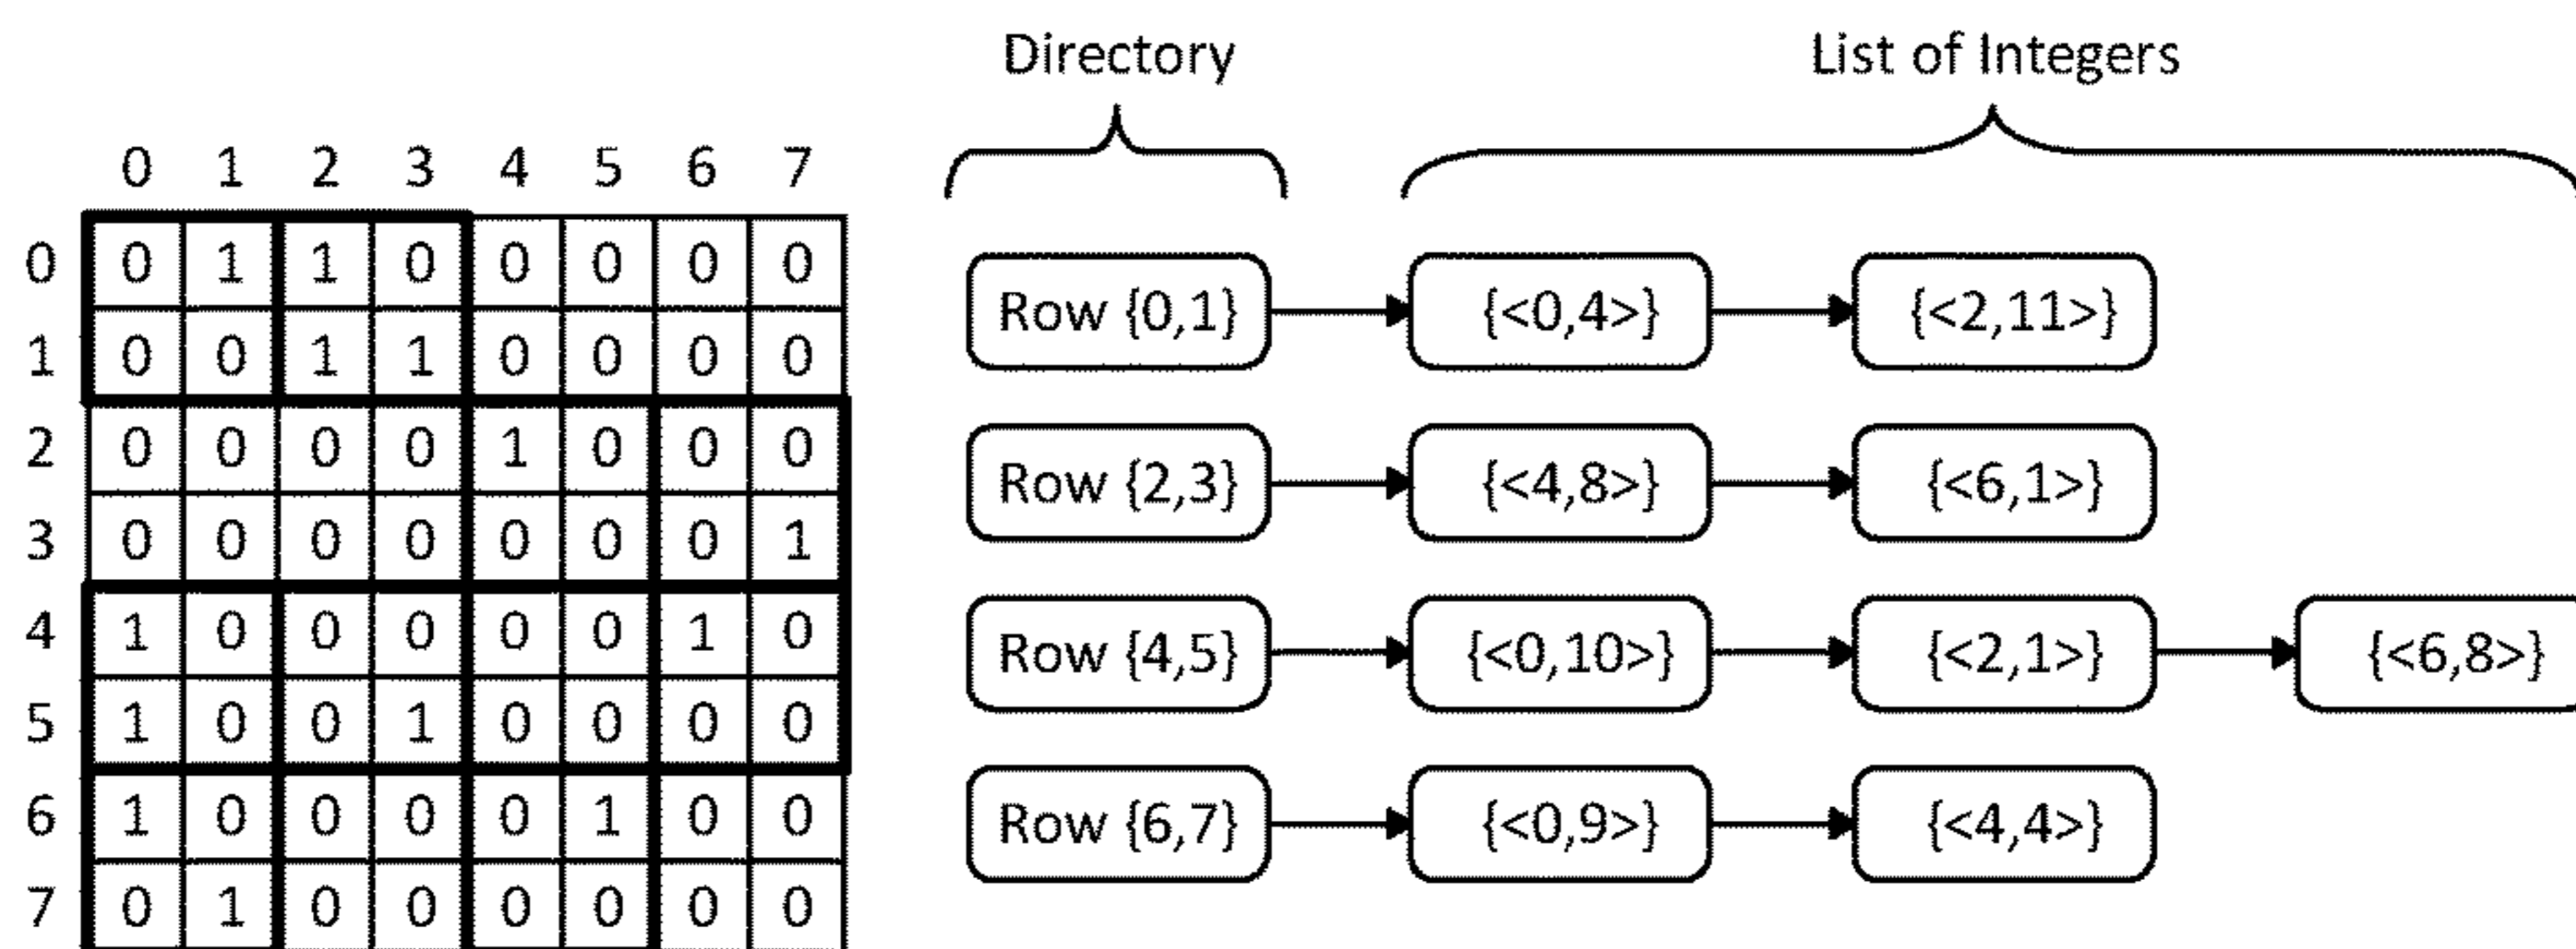 Directory List of Integers
0 1 2 3 4 5 6 7
0 0 1 1 0 0 0 0 0
Row {0,1} {<0,4>} {<2,11>}
1 0 0 1 1 0 0 0 0
2 0 0 0 0 1 0 0 0
Row {2,3} {<4,8>} {<6,1>}
3 0 0 0 0 0 0 0 1
4 1 0 0 0 0 0 1 0
Row {4,5} {<0,10>} {<2,1>} {<6,8>}
5 1 0 0 1 0 0 0 0
6 1 0 0 0 0 1 0 0
Row {6,7} {<0,9>} {<4,4>}
7 0 1 0 0 0 0 0 0